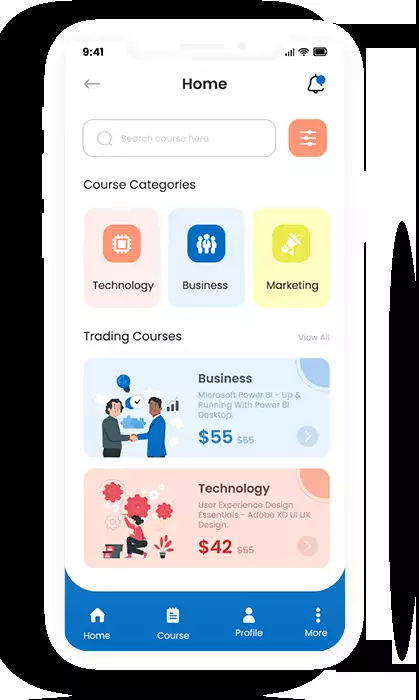 9:41
Home
Search course here..
Course Categories
Technology
Business
Marketing
Trading Courses
View All
Business
Microsoft Power BI - Up &
Running With Power BI
Desktop.
$55 $55
Technology
User Experience Design
Essentials - Adobe XD UI UX
Design.
$42 $55
Home
Course
Profile
More